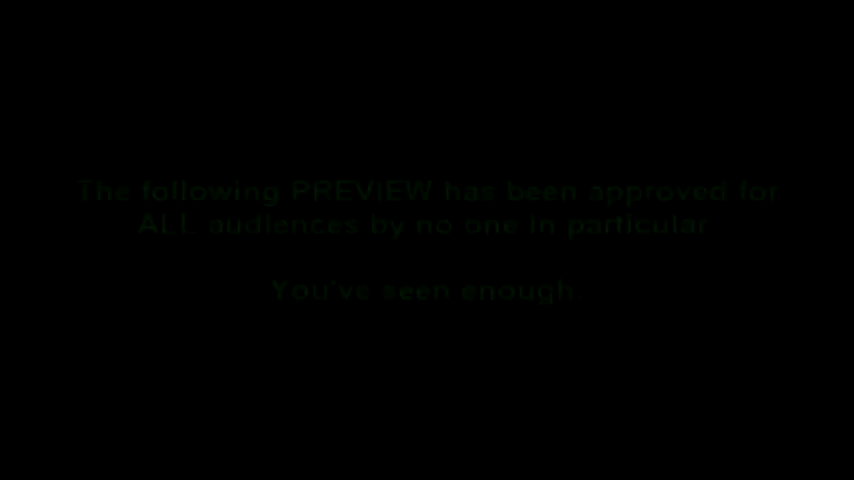 The following PREVIEW has been approved for
ALL audiences by no one in particular
You've seen enough.